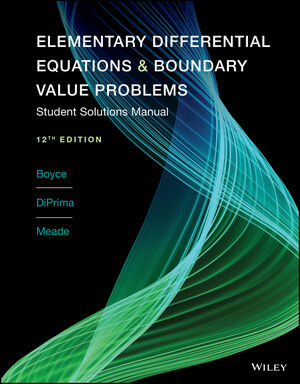 ELEMENTARY DIFFERENTIAL
EQUATIONS & BOUNDARY
VALUE PROBLEMS
Student Solutions Manual
12TH EDITION
Boyce
DiPrima
Meade
WILEY